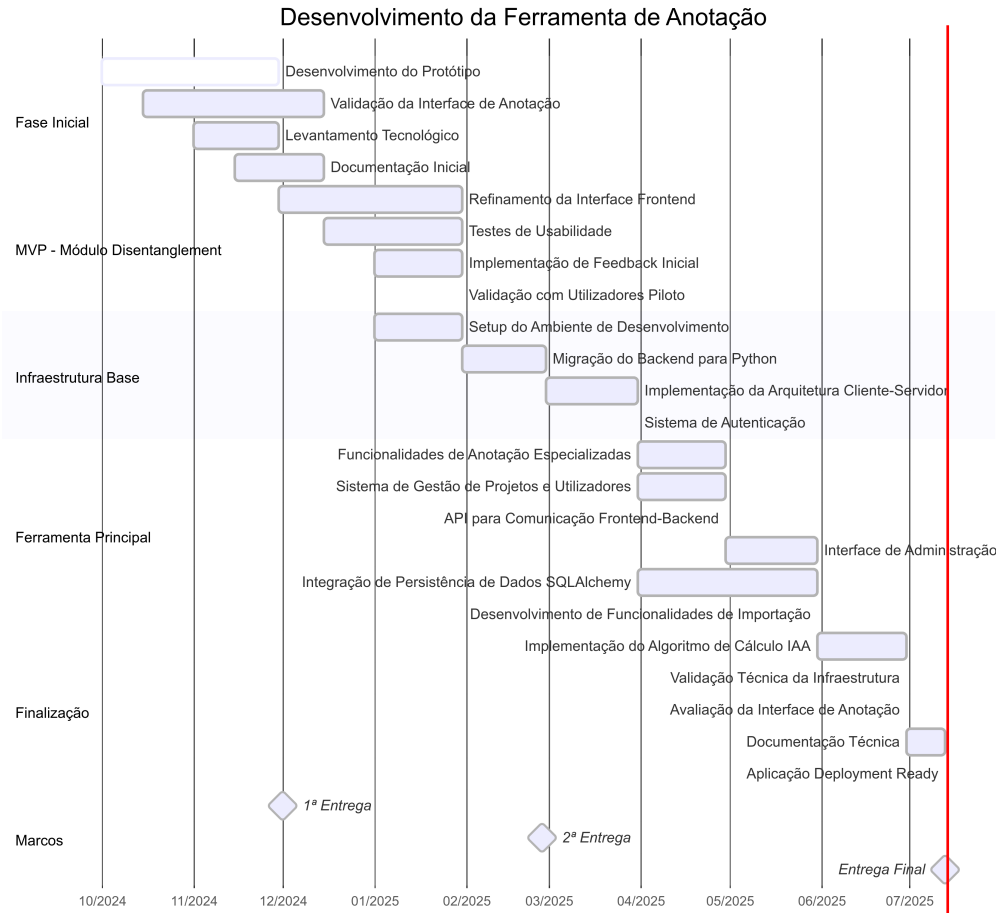 Desenvolvimento da Ferramenta de Anotação
Fase Inicial
Desenvolvimento do Protótipo
Validação da Interface de Anotação
Levantamento Tecnológico
Documentação Inicial
MVP - Módulo Disentanglement
Refinamento da Interface Frontend
Testes de Usabilidade
Implementação de Feedback Inicial
Validação com Utilizadores Piloto
Infraestrutura Base
Setup do Ambiente de Desenvolvimento
Migração do Backend para Python
Implementação da Arquitetura Cliente-Servidor
Sistema de Autenticação
Ferramenta Principal
Funcionalidades de Anotação Especializadas
Sistema de Gestão de Projetos e Utilizadores
API para Comunicação Frontend-Backend
Interface de Administração
Integração de Persistência de Dados SQLAlchemy
Desenvolvimento de Funcionalidades de Importação
Implementação do Algoritmo de Cálculo IAA
Finalização
Validação Técnica da Infraestrutura
Avaliação da Interface de Anotação
Documentação Técnica
Aplicação Deployment Ready
Marcos
1ª Entrega
2ª Entrega
Entrega Final
10/2024 11/2024 12/2024 01/2025 02/2025 03/2025 04/2025 05/2025 06/2025 07/2025